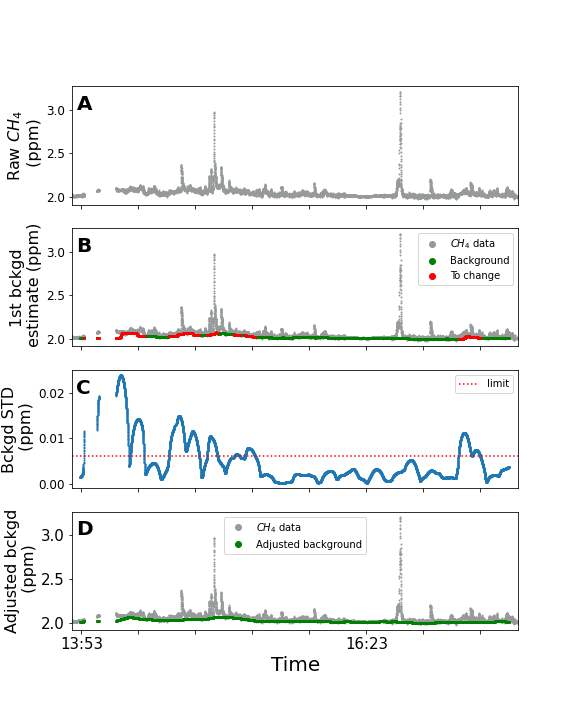 A
Raw CH4
(ppm)
3.0
2.5
2.0
B
1st bckgd
estimate (ppm)
3.0
2.5
2.0
CH4 data
Background
To change
C
Bckgd STD
(ppm)
0.02
0.01
0.00
limit
D
Adjusted bckgd
(ppm)
3.0
2.5
2.0
CH4 data
Adjusted background
13:53
16:23
Time